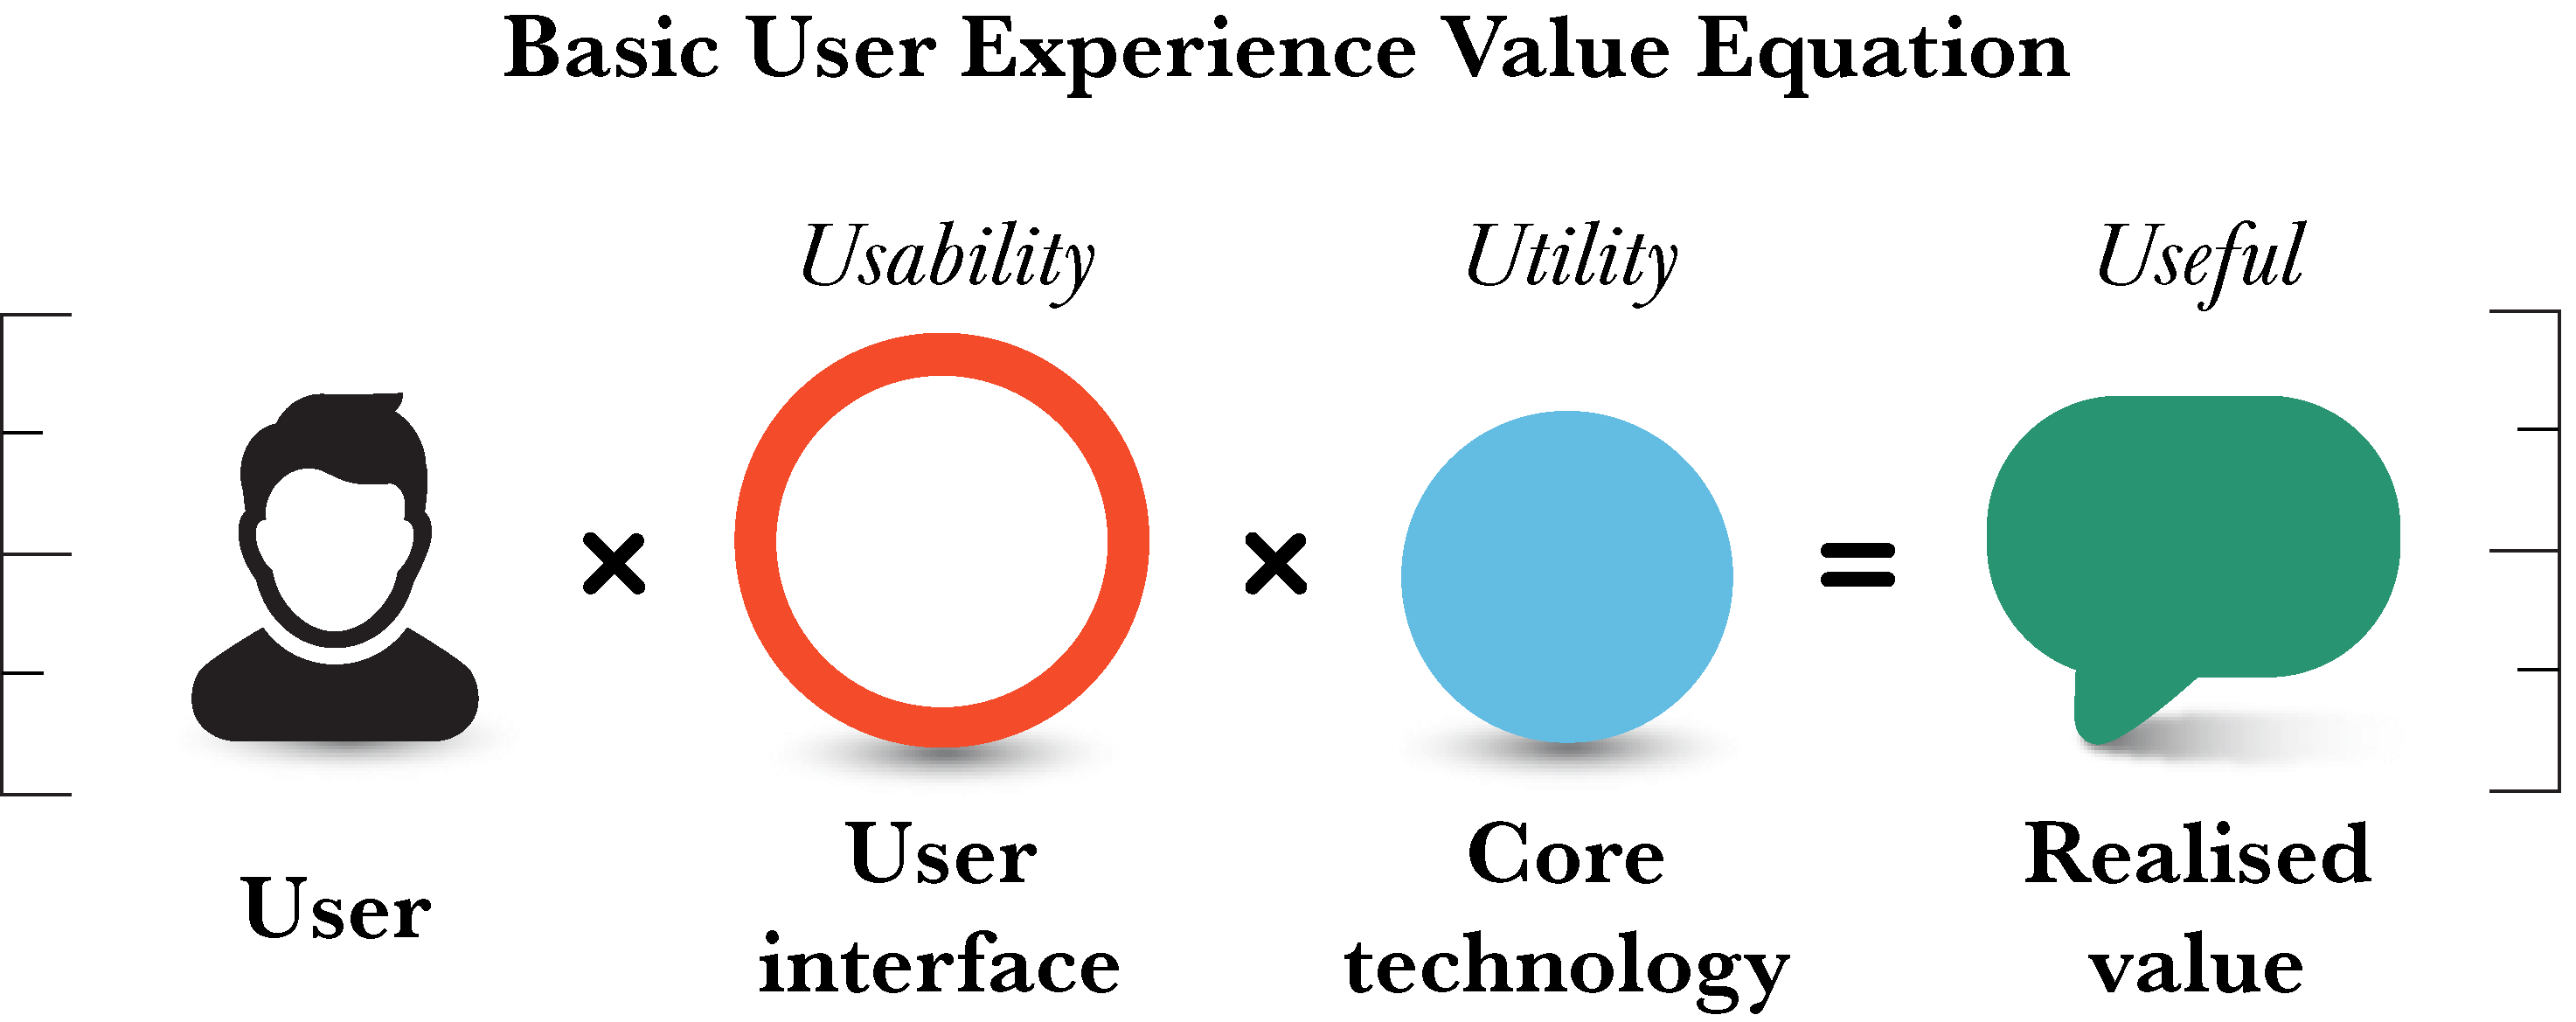 Basic User Experience Value Equation
Usability
Utility
Useful
×
×
=
User
User
interface
Core
technology
Realised
value